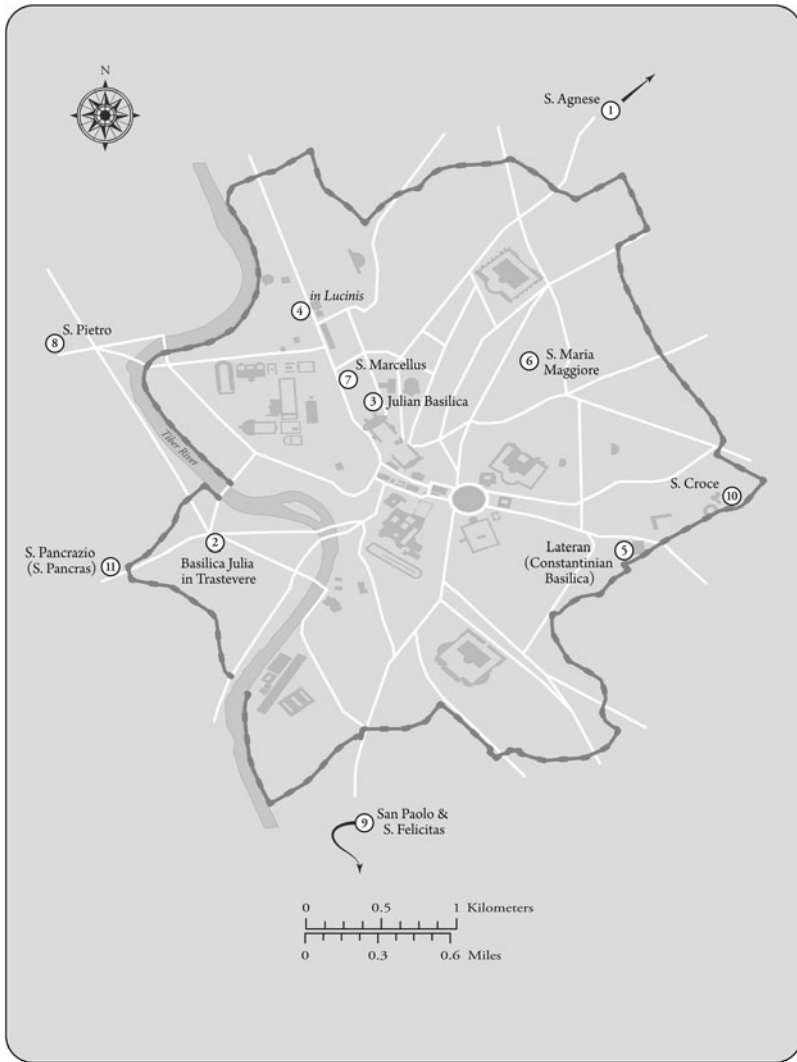 N
S. Agnese
1
in Lucinis
4
S. Pietro
8
S. Marcellus
7
3
Julian Basilica
6
S. Maria
Maggiore
Tiber River
S. Croce
10
2
Basilica Julia
in Trastevere
S. Pancrazio
(S. Pancras)
11
Lateran
(Constantinian
Basilica)
5
9
San Paolo &
S. Felicitas
0 0.5 1 Kilometers
0 0.3 0.6 Miles